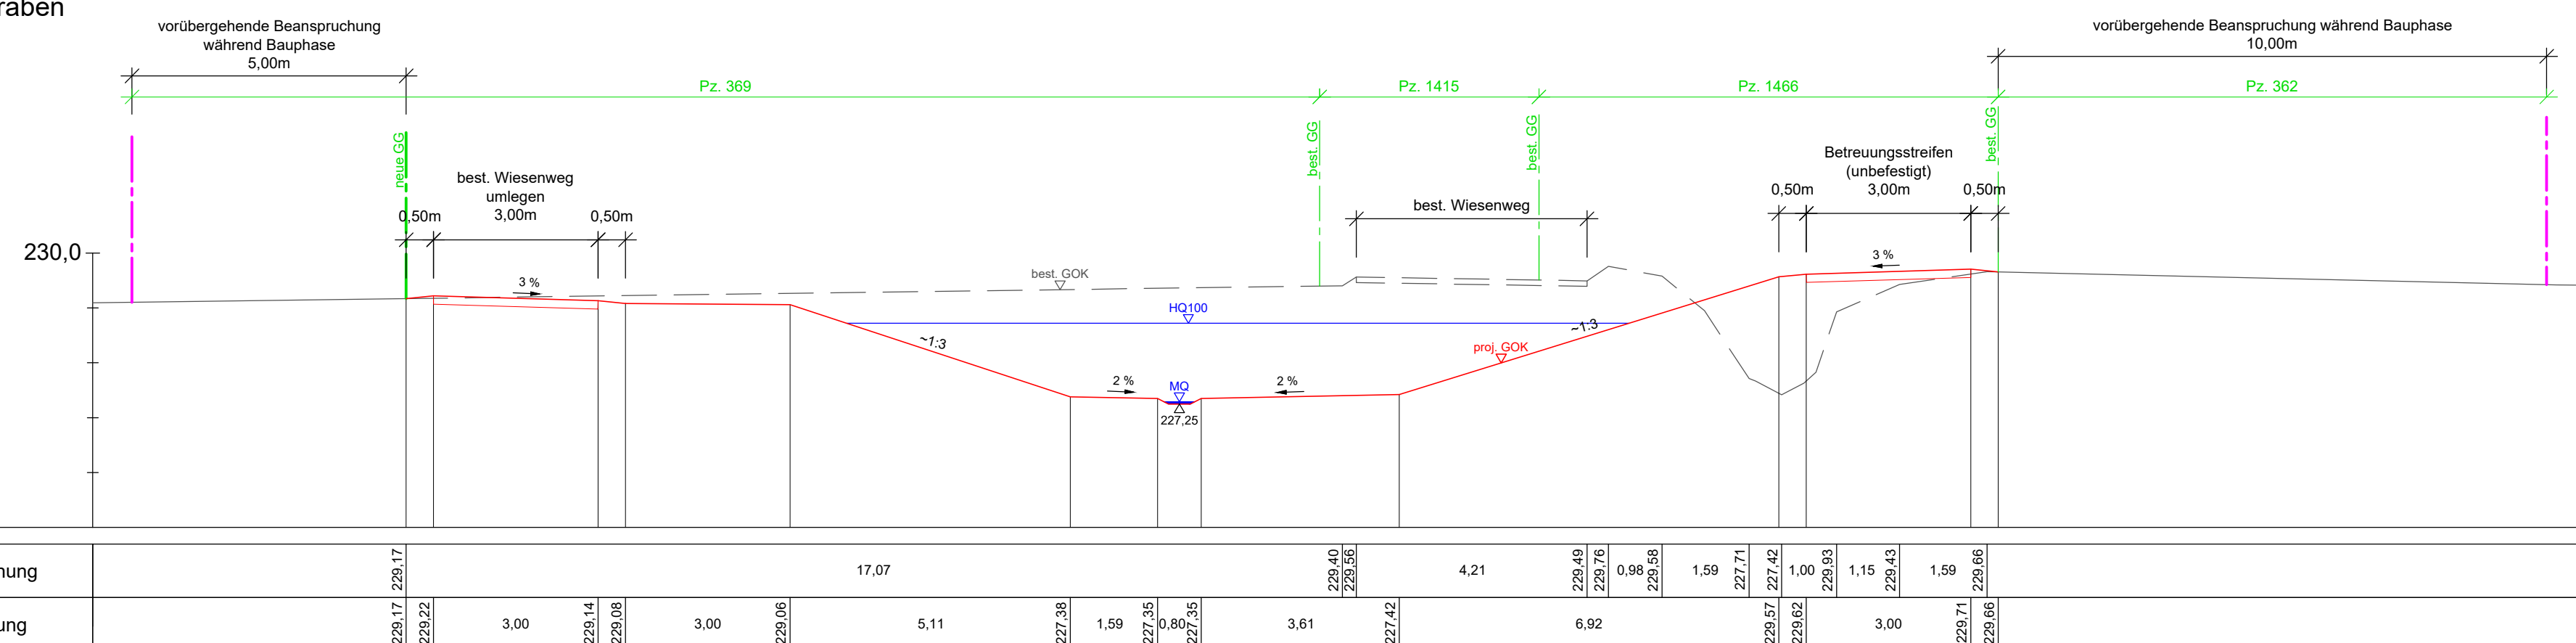 raben
vorübergehende Beanspruchung
während Bauphase
5,00m
vorübergehende Beanspruchung während Bauphase
10,00m
Pz. 369
Pz. 1415
Pz. 1466
Pz. 362
neue GG
best. GG
best. GG
best. GG
best. Wiesenweg
umlegen
0,50m
3,00m
0,50m
best. Wiesenweg
Betreuungsstreifen
(unbefestigt)
0,50m
3,00m
0,50m
230,0
3 %
best. GOK
3 %
HQ100
~1:3
~1:3
proj. GOK
2 %
MQ
2 %
227,25
nung
229,17
17,07
229,40
229,56
4,21
229,49
229,76
0,98
229,58
1,59
227,71
227,42
1,00
229,93
1,15
229,43
1,59
229,66
ung
229,17
229,22
3,00
229,14
229,08
3,00
229,06
5,11
227,38
1,59
227,35
0,80
227,35
3,61
227,42
6,92
229,57
229,62
3,00
229,71
229,66